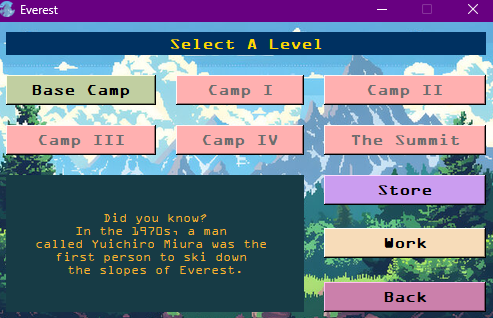 Everest
Select A Level
Base Camp
Camp I
Camp II
Camp III
Camp IV
The Summit
Did you know?
In the 1970s, a man
called Yuichiro Miura was the
first person to ski down
the slopes of Everest.
Store
Work
Back